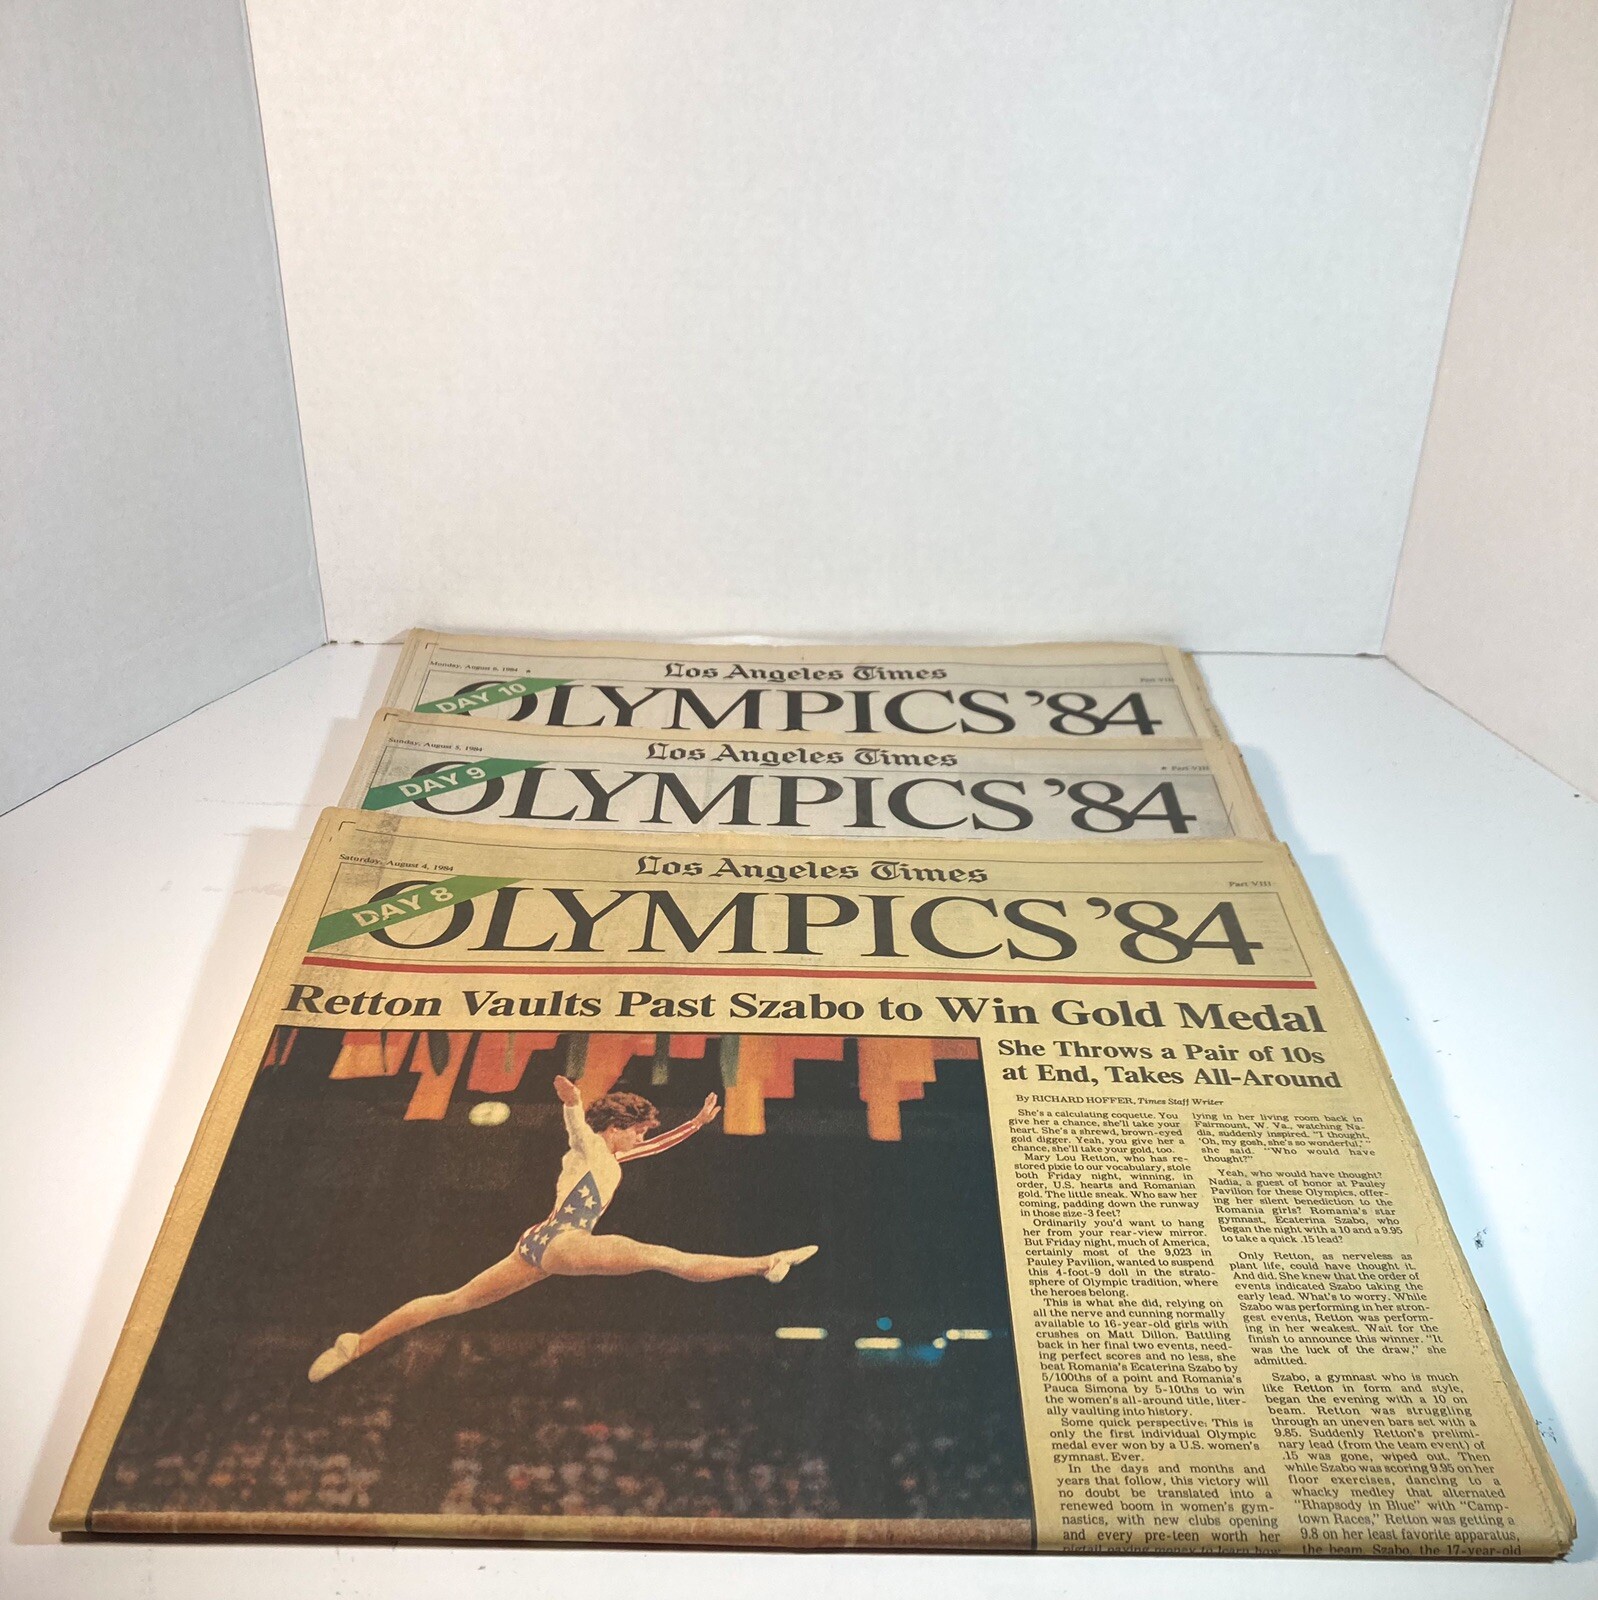 Monday, August 6, 1984
Los Angeles Times
Part VIII
DAY 10
OLYMPICS '84
Sunday, August 5, 1984
Los Angeles Times
Part VIII
DAY 9
OLYMPICS '84
Saturday, August 4, 1984
Los Angeles Times
Part VIII
DAY 8
OLYMPICS '84
Retton Vaults Past Szabo to Win Gold Medal
She Throws a Pair of 10s
at End, Takes All-Around
By RICHARD HOFFER, Times Staff Writer
She's a calculating coquette. You
give her a chance, she'll take your
heart. She's a shrewd, brown-eyed
gold digger. Yeah, you give her a
chance, she'll take your gold, too.
Mary Lou Retton, who has re-
stored pixie to our vocabulary, stole
both Friday night, winning, in
order, U.S. hearts and Romanian
gold. The little sneak. Who saw her
coming, padding down the runway
in those size-3 feet?
Ordinarily you'd want to hang
her from your rear-view mirror.
But Friday night, much of America,
certainly most of the 9,023 in
Pauley Pavilion, wanted to suspend
this 4-foot-9 doll in the strato-
sphere of Olympic tradition, where
the heroes belong.
This is what she did, relying on
all the nerve and cunning normally
available to 16-year-old girls with
crushes on Matt Dillon. Battling
back in her final two events, need-
ing perfect scores and no less, she
beat Romania's Ecaterina Szabo by
5/100ths of a point and Romania's
Pauca Simona by 5-10ths to win
the women's all-around title, liter-
ally vaulting into history.
Some quick perspective: This is
only the first individual Olympic
medal ever won by a U.S. women's
gymnast. Ever.
In the days and months and
years that follow, this victory will
no doubt be translated into a
renewed boom in women's gym-
nastics, with new clubs opening
and every pre-teen worth her
pigtail paying money to learn how
lying in her living room back in
Fairmount, W. Va., watching Na-
dia, suddenly inspired. "I thought,
'Oh, my gosh, she's so wonderful,' "
she said. "Who would have
thought?"
Yeah, who would have thought?
Nadia, a guest of honor at Pauley
Pavilion for these Olympics, offer-
ing her silent benediction to the
Romania girls? Romania's star
gymnast, Ecaterina Szabo, who
began the night with a 10 and a 9.95
to take a quick .15 lead?
Only Retton, as nerveless as
plant life, could have thought it.
And did. She knew that the order of
events indicated Szabo taking the
early lead. What's to worry. While
Szabo was performing in her stron-
gest events, Retton was perform-
ing in her weakest. Wait for the
finish to announce this winner. "It
was the luck of the draw," she
admitted.
Szabo, a gymnast who is much
like Retton in form and style,
began the evening with a 10 on
beam. Retton was struggling
through an uneven bars set with a
9.85. Suddenly Retton's prelimi-
nary lead (from the team event) of
.15 was gone, wiped out. Then
while Szabo was scoring 9.95 on her
floor exercises, dancing to a
whacky medley that alternated
"Rhapsody in Blue" with "Camp-
town Races," Retton was getting a
9.8 on her least favorite apparatus,
the beam. Szabo, the 17-year-old